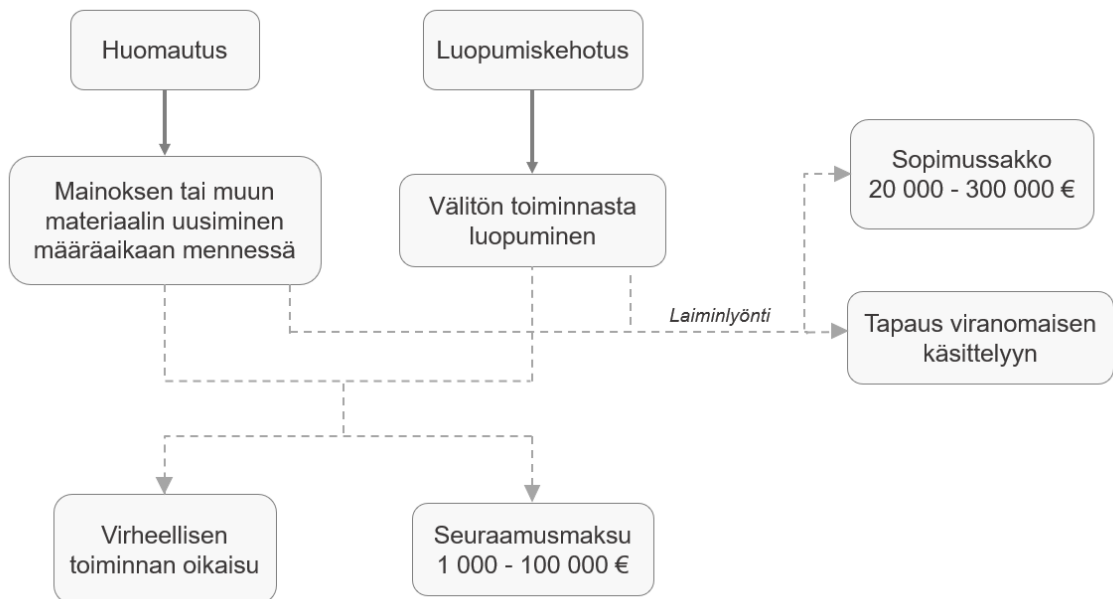 Huomautus
Luopumiskehotus
Mainoksen tai muun
materiaalin uusiminen
määräaikaan mennessä
Välitön toiminnasta
luopuminen
Sopimussakko
20 000 - 300 000 €
Laiminlyönti
Tapaus viranomaisen
käsittelyyn
Virheellisen
toiminnan oikaisu
Seuraamusmaksu
1 000 - 100 000 €